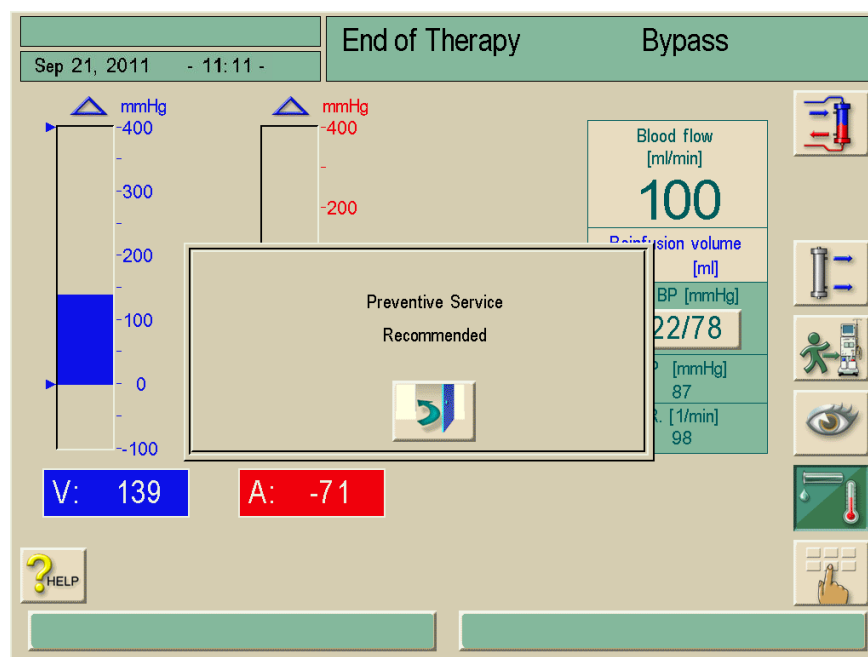 End of Therapy Bypass
Sep 21, 2011 - 11:11 -
mmHg
400
300
200
100
0
-100
mmHg
400
200
Blood flow
[ml/min]
100
Reinfusion volume
[ml]
BP [mmHg]
22/78
[mmHg]
87
R. [1/min]
98
Preventive Service
Recommended
V: 139
A: -71
? HELP